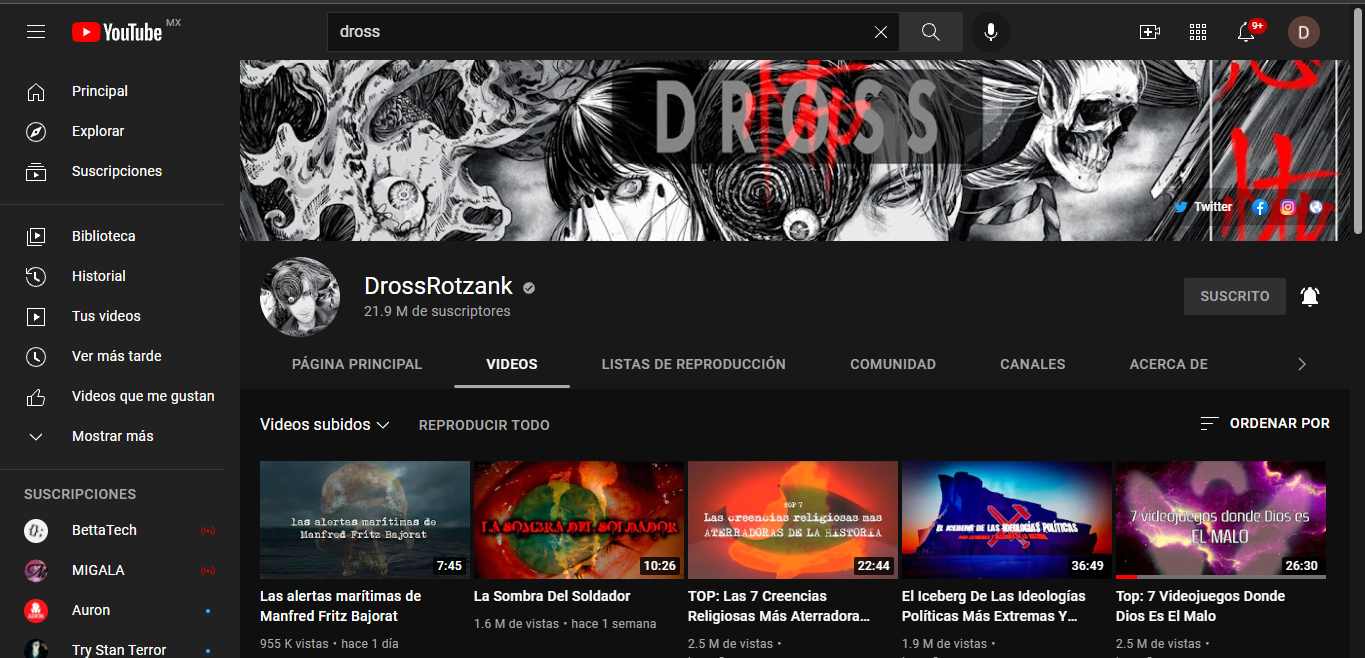 YouTube MX
dross
9+
D
Principal
Explorar
Suscripciones
Biblioteca
Historial
Tus videos
Ver más tarde
Videos que me gustan
Mostrar más
SUSCRIPCIONES
BettaTech
MIGALA
Auron
Try Stan Terror
DROSS
Twitter
DrossRotzank
21.9 M de suscriptores
SUSCRITO
PÁGINA PRINCIPAL
VIDEOS
LISTAS DE REPRODUCCIÓN
COMUNIDAD
CANALES
ACERCA DE
Videos subidos
REPRODUCIR TODO
ORDENAR POR
las alertas marítimas de
Manfred Fritz Bajorat
7:45
Las alertas marítimas de
Manfred Fritz Bajorat
955 K vistas • hace 1 día
LA SOMBRA DEL SOLDADOR
10:26
La Sombra Del Soldador
1.6 M de vistas • hace 1 semana
TOP 7
Las creencias religiosas mas
ATERRADORAS DE LA HISTORIA
22:44
TOP: Las 7 Creencias
Religiosas Más Aterradora...
2.5 M de vistas •
EL ICEBERG DE LAS IDEOLOGÍAS POLÍTICAS
36:49
El Iceberg De Las Ideologías
Políticas Más Extremas Y...
1.9 M de vistas •
7 videojuegos donde Dios es
EL MALO
26:30
Top: 7 Videojuegos Donde
Dios Es El Malo
2.5 M de vistas •